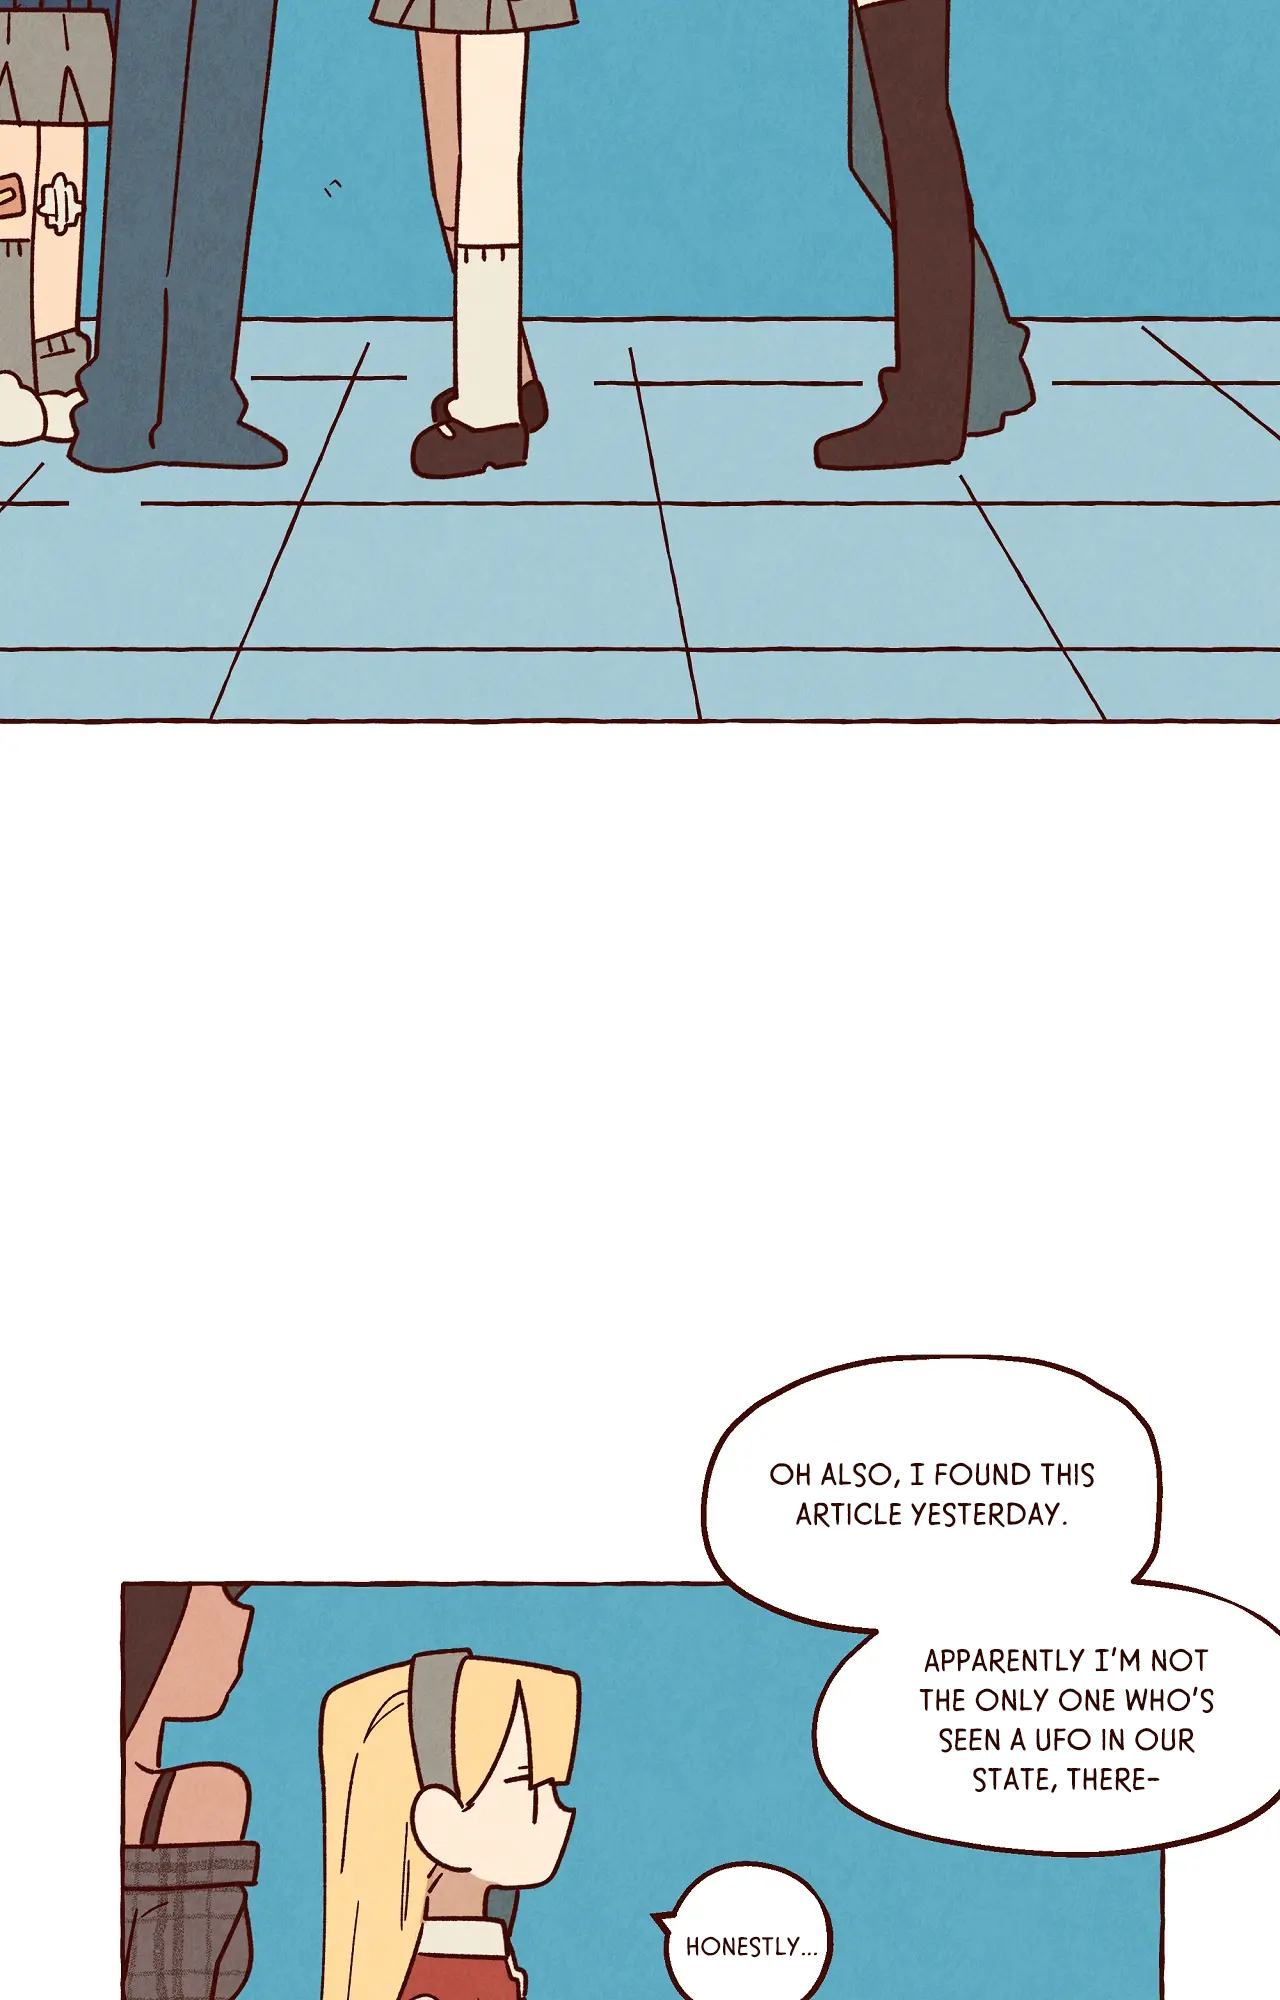 OH ALSO, I FOUND THIS
ARTICLE YESTERDAY.
APPARENTLY I'M NOT
THE ONLY ONE WHO'S
SEEN A UFO IN OUR
STATE, THERE-
HONESTLY...